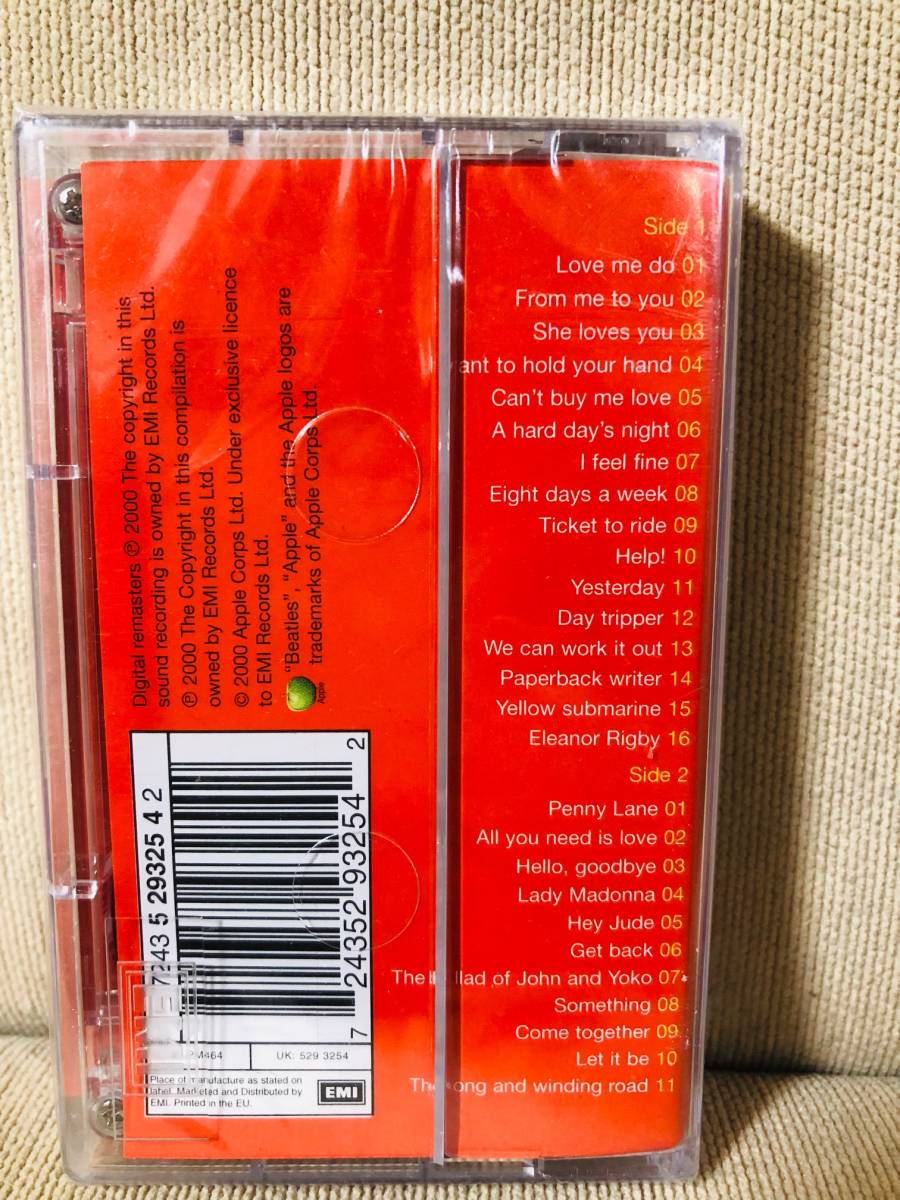 Side 1
Love me do 01
From me to you 02
She loves you 03
ant to hold your hand 04
Can't buy me love 05
A hard day's night 06
I feel fine 07
Eight days a week 08
Ticket to ride 09
Help! 10
Yesterday 11
Day tripper 12
We can work it out 13
Paperback writer 14
Yellow submarine 15
Eleanor Rigby 16
Side 2
Penny Lane 01
All you need is love 02
Hello, goodbye 03
Lady Madonna 04
Hey Jude 05
Get back 06
The b llad of John and Yoko 07*
Something 08
Come together 09
Let it be 10
The long and winding road 11
Digital remasters ℗ 2000 The copyright in this
sound recording is owned by EMI Records Ltd.
℗ 2000 The Copyright in this compilation is
owned by EMI Records Ltd.
© 2000 Apple Corps Ltd. Under exclusive licence
to EMI Records Ltd.
"Beatles", "Apple" and the Apple logos are
trademarks of Apple Corps Ltd.
Apple
7243 5 29325 4 2
7 24352 93254 2
PM464
UK: 529 3254
Place of manufacture as stated on
label. Marketed and Distributed by
EMI. Printed in the EU.
EMI